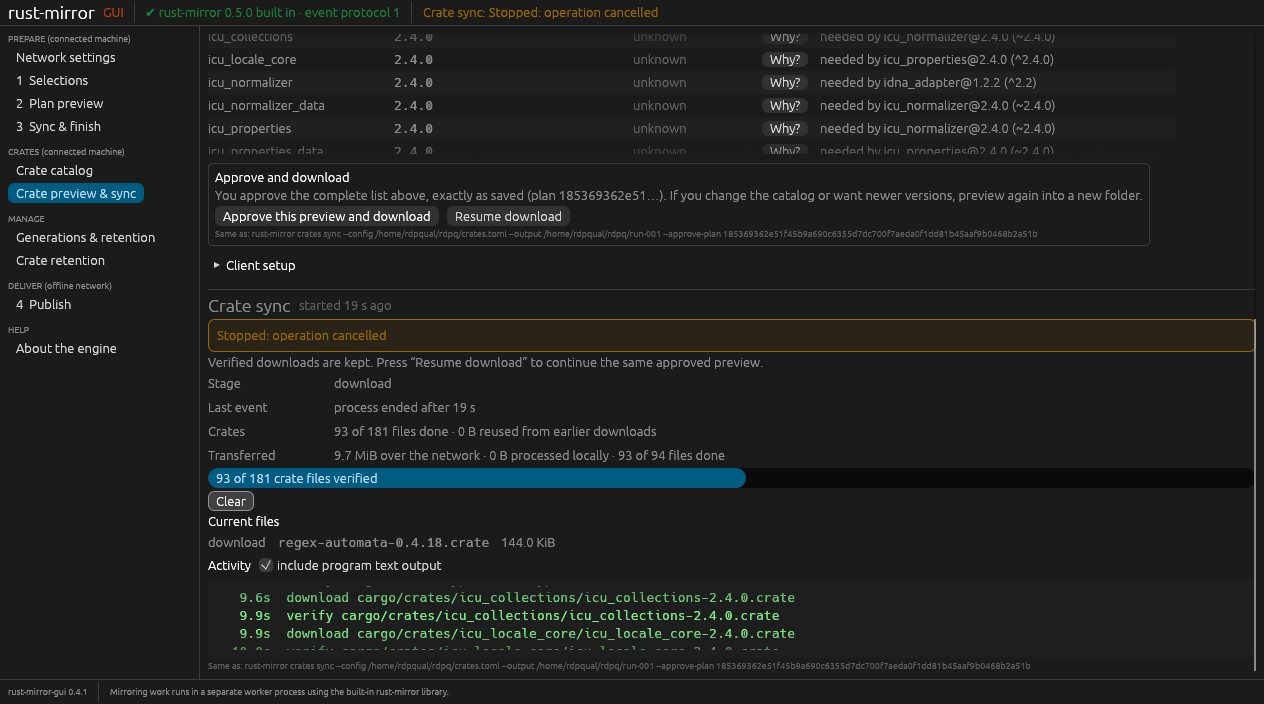 rust-mirror GUI ✔ rust-mirror 0.5.0 built in · event protocol 1 Crate sync: Stopped: operation cancelled
PREPARE (connected machine)
Network settings
1 Selections
2 Plan preview
3 Sync & finish
CRATES (connected machine)
Crate catalog
Crate preview & sync
MANAGE
Generations & retention
Crate retention
DELIVER (offline network)
4 Publish
HELP
About the engine
icu_collections 2.4.0 unknown Why? needed by icu_normalizer@2.4.0 (~2.4.0)
icu_locale_core 2.4.0 unknown Why? needed by icu_properties@2.4.0 (^2.4.0)
icu_normalizer 2.4.0 unknown Why? needed by idna_adapter@1.2.2 (^2.2)
icu_normalizer_data 2.4.0 unknown Why? needed by icu_normalizer@2.4.0 (~2.4.0)
icu_properties 2.4.0 unknown Why? needed by icu_normalizer@2.4.0 (~2.4.0)
icu_properties_data 2.4.0 unknown Why? needed by icu_properties@2.4.0 (~2.4.0)
Approve and download
You approve the complete list above, exactly as saved (plan 185369362e51…). If you change the catalog or want newer versions, preview again into a new folder.
Approve this preview and download Resume download
Same as: rust-mirror crates sync --config /home/rdpqual/rdpq/crates.toml --output /home/rdpqual/rdpq/run-001 --approve-plan 185369362e51f45b9a690c6355d7dc700f7aeda0f1dd81b45aaf9b0468b2a51b
▸ Client setup
Crate sync started 19 s ago
Stopped: operation cancelled
Verified downloads are kept. Press “Resume download” to continue the same approved preview.
Stage download
Last event process ended after 19 s
Crates 93 of 181 files done · 0 B reused from earlier downloads
Transferred 9.7 MiB over the network · 0 B processed locally · 93 of 94 files done
93 of 181 crate files verified
Clear
Current files
download regex-automata-0.4.18.crate 144.0 KiB
Activity ✓ include program text output
9.6s download cargo/crates/icu_collections/icu_collections-2.4.0.crate
9.9s verify cargo/crates/icu_collections/icu_collections-2.4.0.crate
9.9s download cargo/crates/icu_locale_core/icu_locale_core-2.4.0.crate
verify cargo/crates/icu_locale_core/icu_locale_core-2.4.0.crate
Same as: rust-mirror crates sync --config /home/rdpqual/rdpq/crates.toml --output /home/rdpqual/rdpq/run-001 --approve-plan 185369362e51f45b9a690c6355d7dc700f7aeda0f1dd81b45aaf9b0468b2a51b
rust-mirror-gui 0.4.1 Mirroring work runs in a separate worker process using the built-in rust-mirror library.